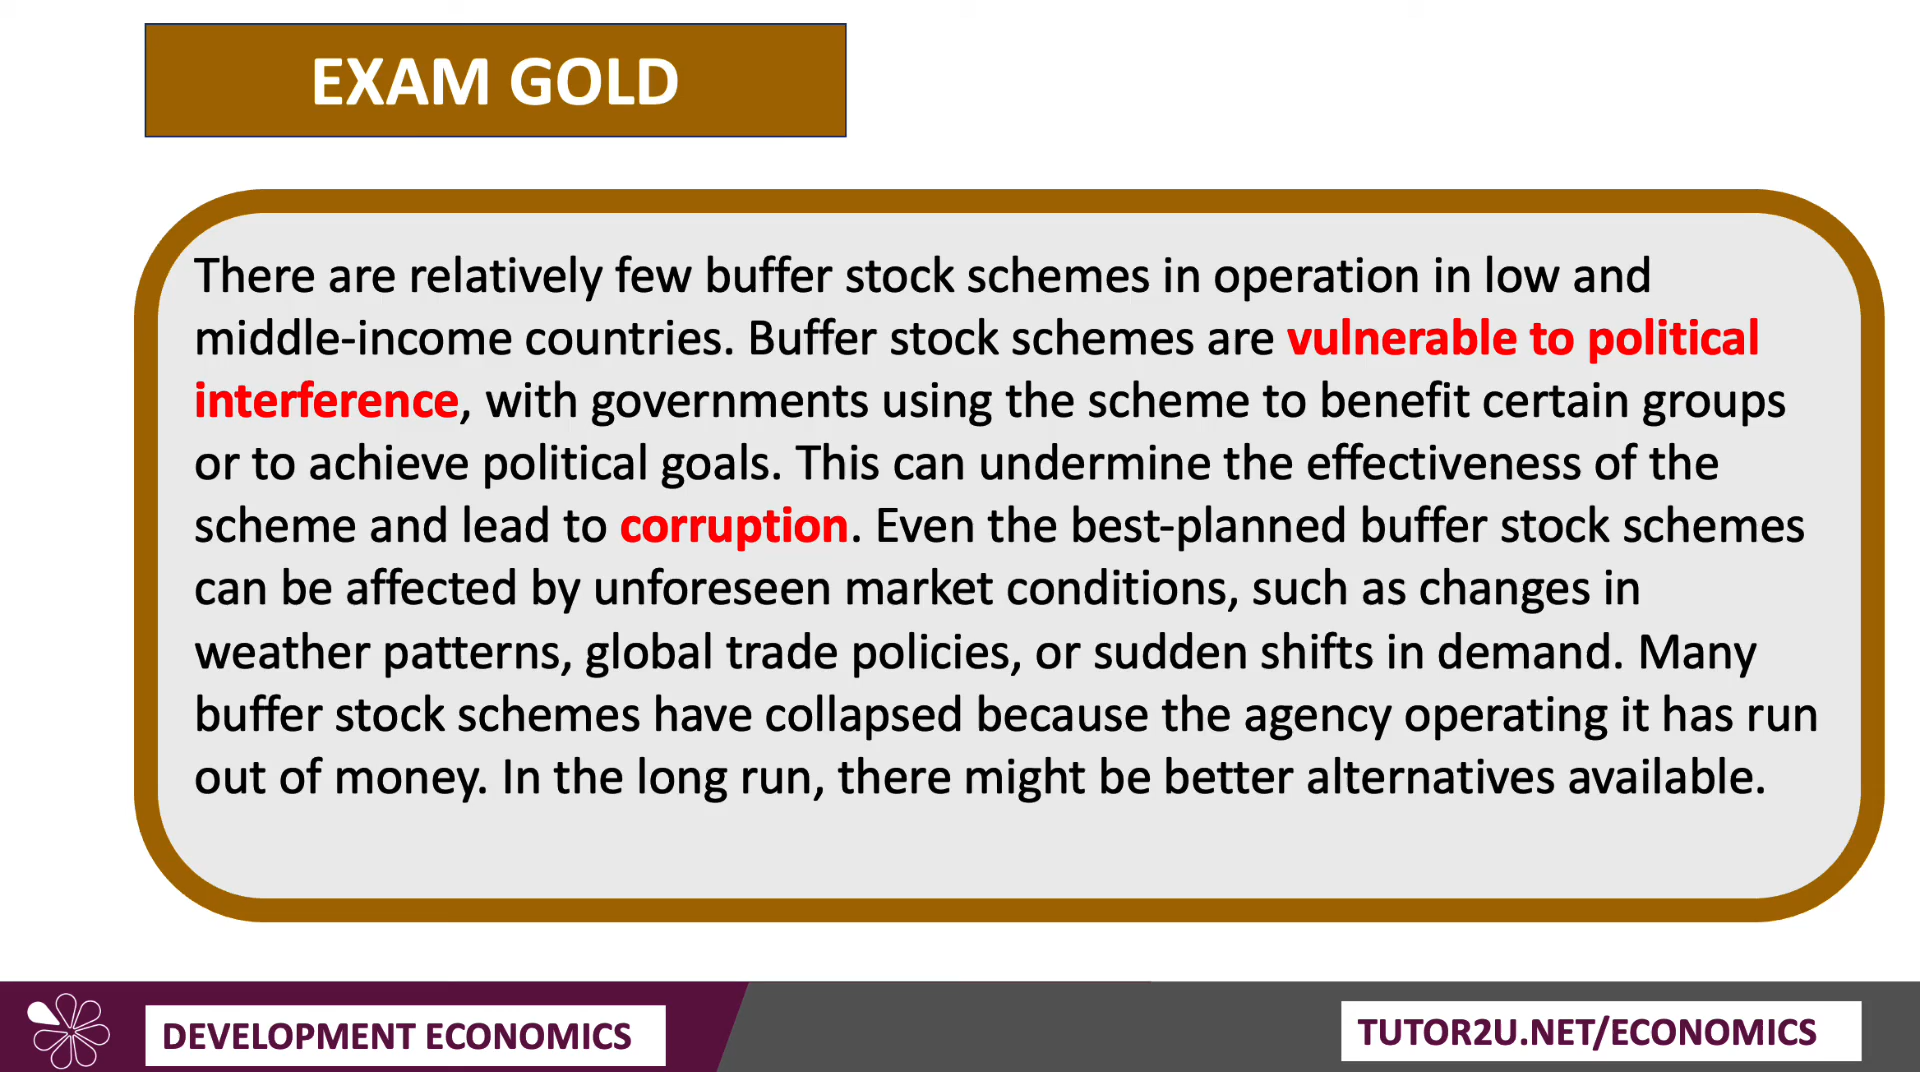 EXAM GOLD
There are relatively few buffer stock schemes in operation in low and
middle-income countries. Buffer stock schemes are vulnerable to political
interference, with governments using the scheme to benefit certain groups
or to achieve political goals. This can undermine the effectiveness of the
scheme and lead to corruption. Even the best-planned buffer stock schemes
can be affected by unforeseen market conditions, such as changes in
weather patterns, global trade policies, or sudden shifts in demand. Many
buffer stock schemes have collapsed because the agency operating it has run
out of money. In the long run, there might be better alternatives available.
DEVELOPMENT ECONOMICS
TUTOR2U.NET/ECONOMICS